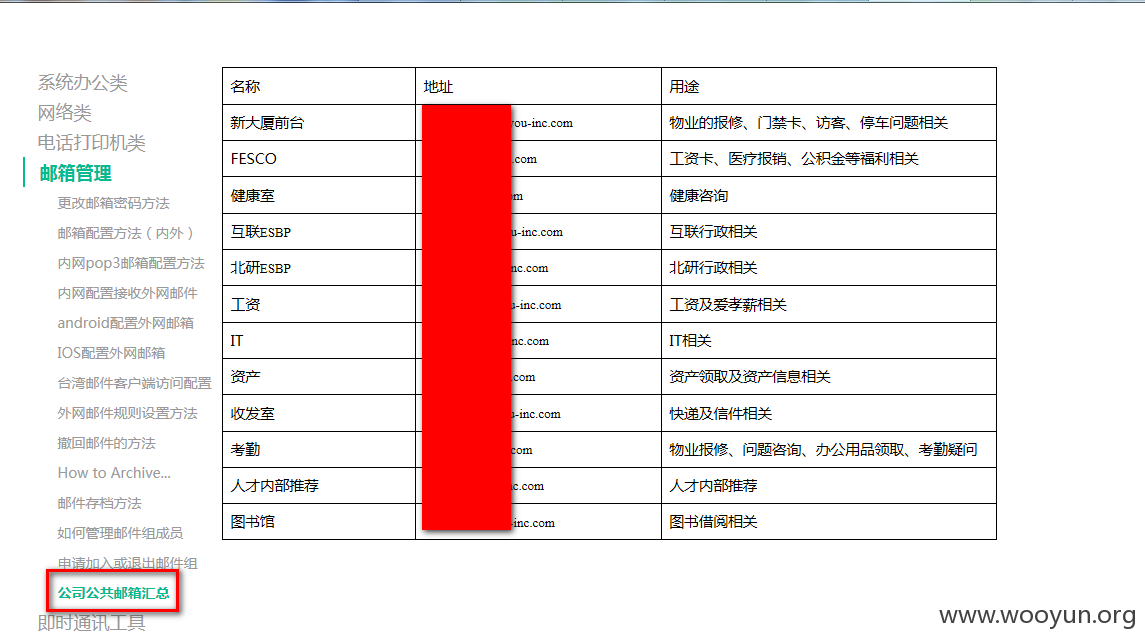 系统办公类
网络类
电话打印机类
邮箱管理
更改邮箱密码方法
邮箱配置方法（内外）
内网pop3邮箱配置方法
内网配置接收外网邮件
android配置外网邮箱
IOS配置外网邮箱
台湾邮件客户端访问配置
外网邮件规则设置方法
撤回邮件的方法
How to Archive...
邮件存档方法
如何管理邮件组成员
申请加入或退出邮件组
公司公共邮箱汇总
即时通讯工具
名称 地址 用途
新大厦前台 you-inc.com 物业的报修、门禁卡、访客、停车问题相关
FESCO .com 工资卡、医疗报销、公积金等福利相关
健康室 om 健康咨询
互联ESBP u-inc.com 互联行政相关
北研ESBP nc.com 北研行政相关
工资 u-inc.com 工资及爱孝薪相关
IT nc.com IT相关
资产 .com 资产领取及资产信息相关
收发室 u-inc.com 快递及信件相关
考勤 com 物业报修、问题咨询、办公用品领取、考勤疑问
人才内部推荐 nc.com 人才内部推荐
图书馆 -inc.com 图书借阅相关
www.wooyun.org